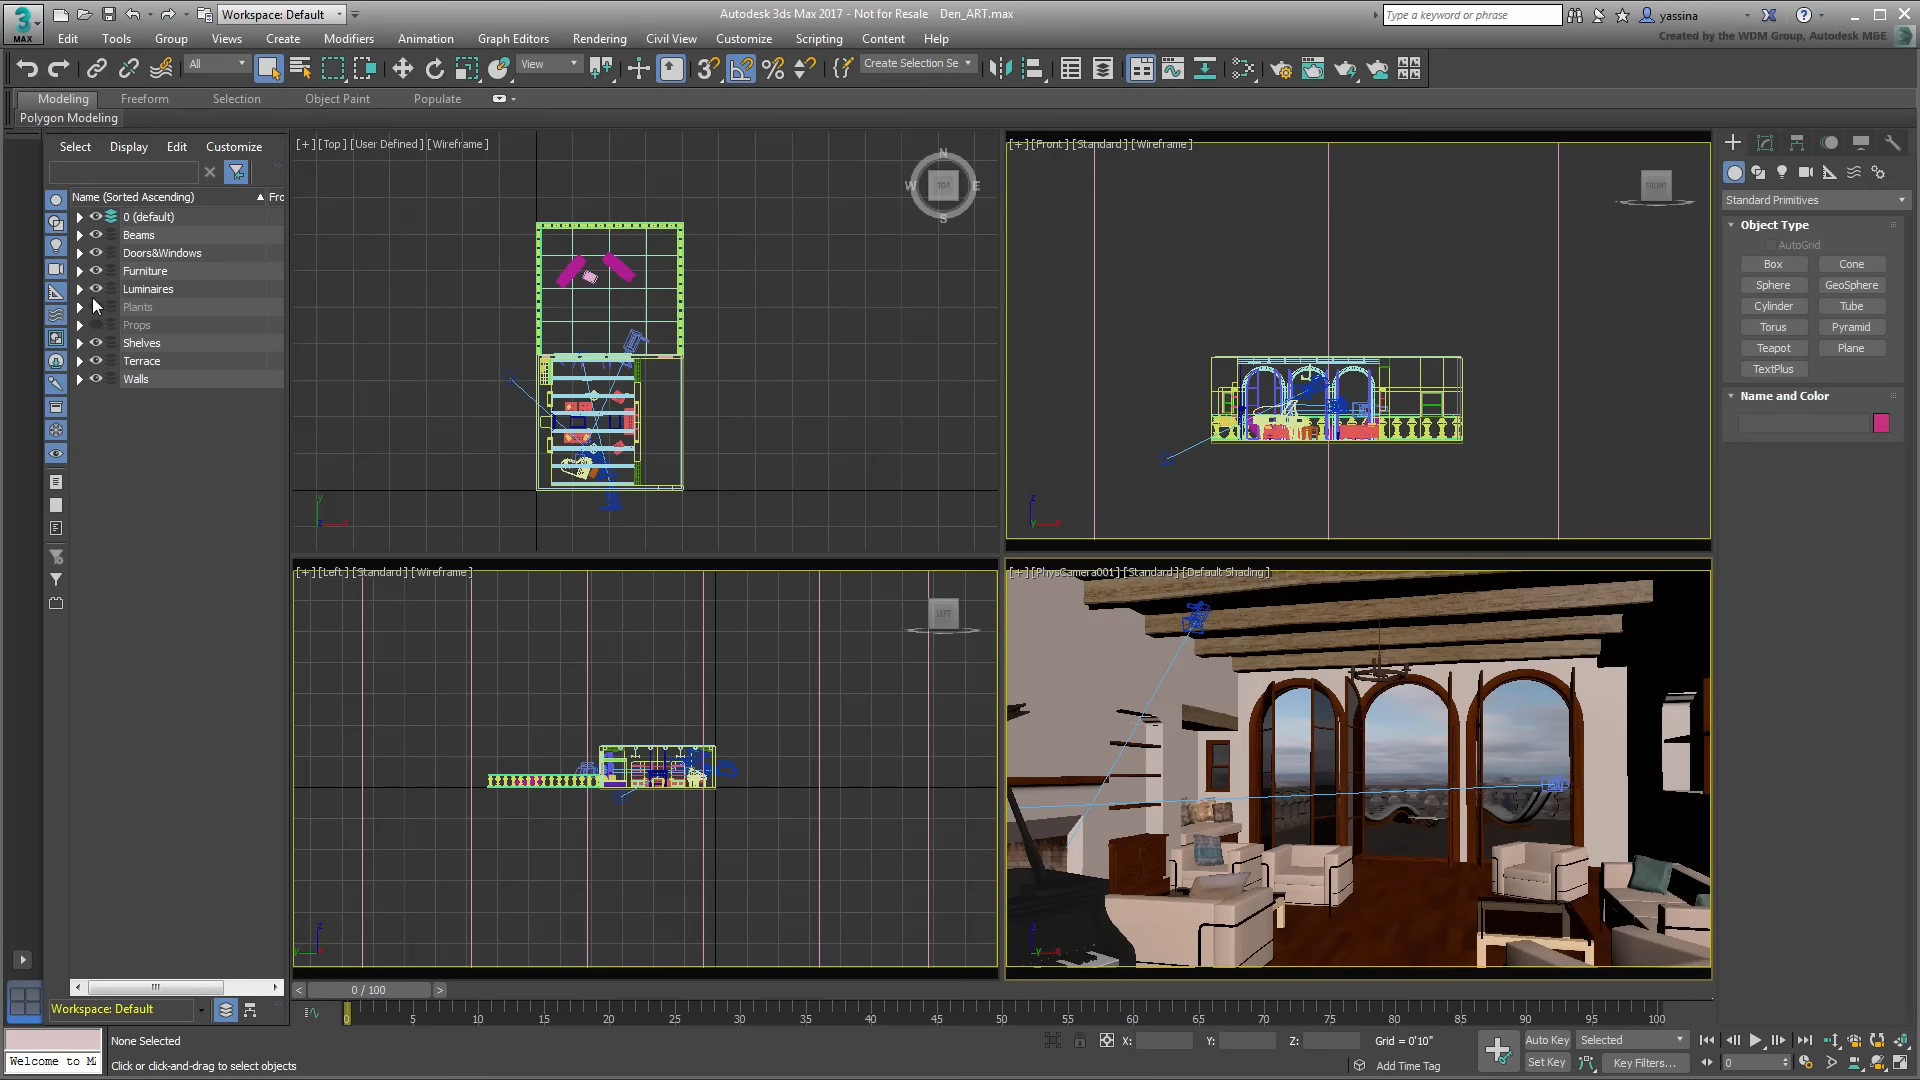 Workspace: Default
Autodesk 3ds Max 2017 - Not for Resale    Den_ART.max
Type a keyword or phrase
yassina
MAX
Edit Tools Group Views Create Modifiers Animation Graph Editors Rendering Civil View Customize Scripting Content Help
Created by the WDM Group, Autodesk M&E
All
View
Create Selection Se
Modeling Freeform Selection Object Paint Populate
Polygon Modeling
Select Display Edit Customize
Name (Sorted Ascending) Fro
0 (default)
Beams
Doors&Windows
Furniture
Luminaires
Plants
Props
Shelves
Terrace
Walls
[+] [Top] [User Defined] [Wireframe]
N
W TOP E
S
[+] [Front] [Standard] [Wireframe]
FRONT
[+] [Left] [Standard] [Wireframe]
LEFT
[+] [PhysCamera001] [Standard] [Default Shading]
Standard Primitives
Object Type
AutoGrid
Box Cone
Sphere GeoSphere
Cylinder Tube
Torus Pyramid
Teapot Plane
TextPlus
Name and Color
0 / 100
Workspace: Default
0 5 10 15 20 25 30 35 40 45 50 55 60 65 70 75 80 85 90 95 100
None Selected
Welcome to M
Click or click-and-drag to select objects
X: Y: Z: Grid = 0'10"
Add Time Tag
Auto Key Selected
Set Key Key Filters...
0